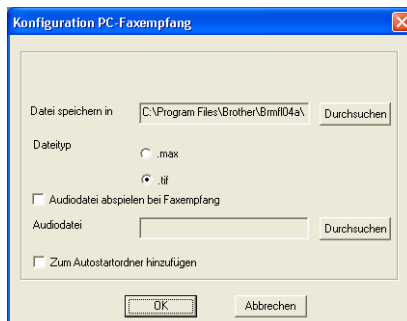 Konfiguration PC-Faxempfang
Datei speichern in C:\Program Files\Brother\Brmfl04a\ Durchsuchen
Dateityp
.max
.tif
Audiodatei abspielen bei Faxempfang
Audiodatei Durchsuchen
Zum Autostartordner hinzufügen
OK Abbrechen